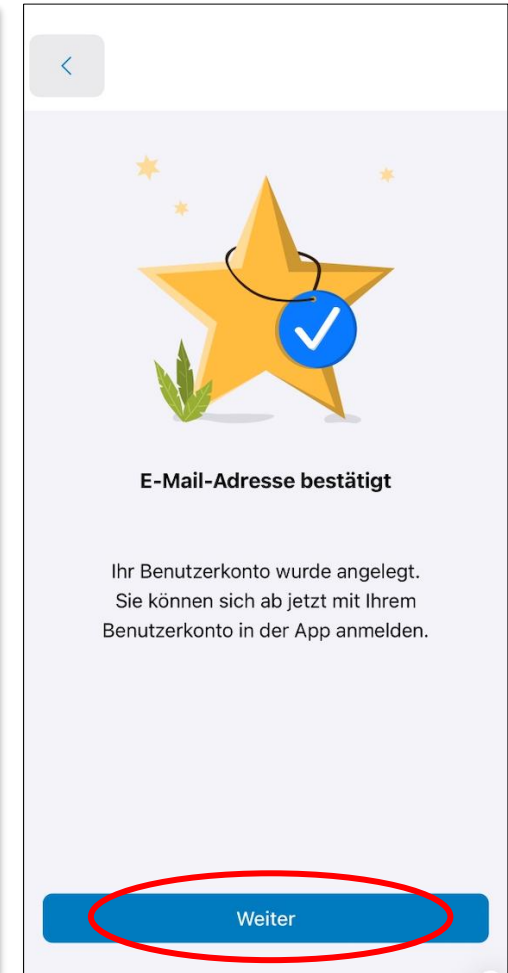 E-Mail-Adresse bestätigt
Ihr Benutzerkonto wurde angelegt.
Sie können sich ab jetzt mit Ihrem
Benutzerkonto in der App anmelden.
Weiter